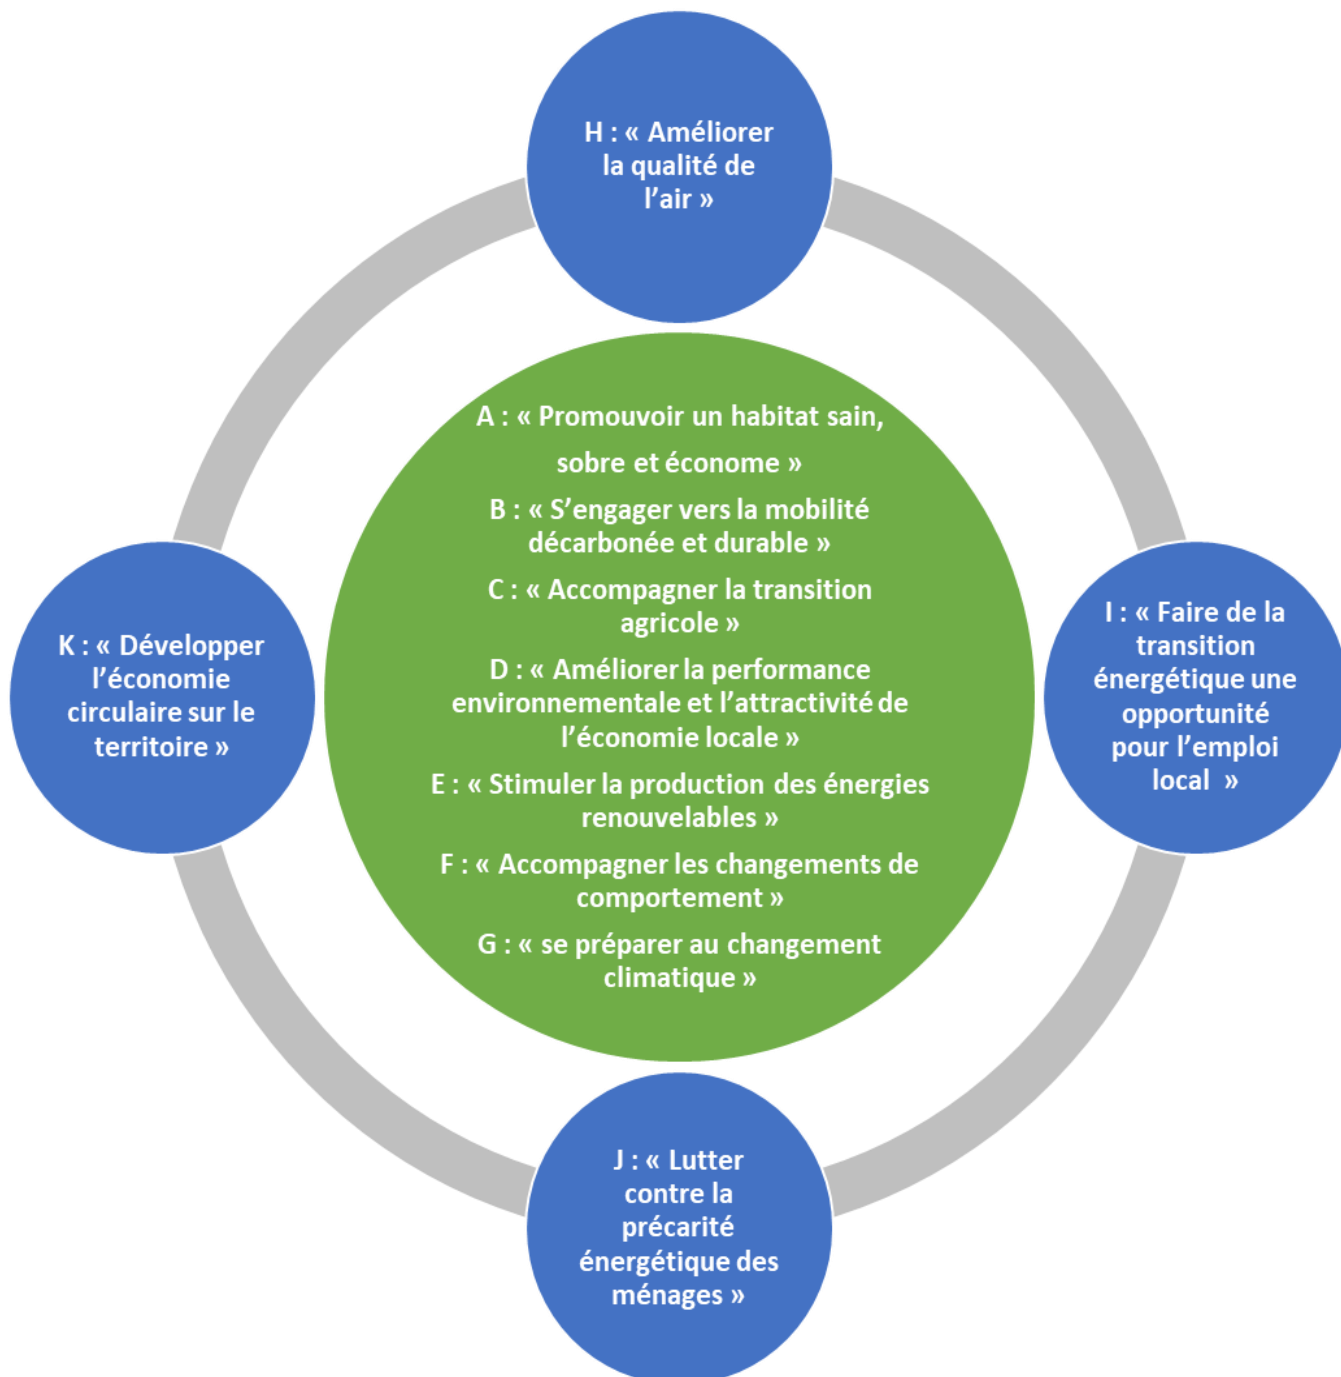 H : « Améliorer
la qualité de
l’air »
A : « Promouvoir un habitat sain,
sobre et économe »
B : « S’engager vers la mobilité
décarbonée et durable »
C : « Accompagner la transition
agricole »
D : « Améliorer la performance
environnementale et l’attractivité de
l’économie locale »
E : « Stimuler la production des énergies
renouvelables »
F : « Accompagner les changements de
comportement »
G : « se préparer au changement
climatique »
I : « Faire de la
transition
énergétique une
opportunité
pour l’emploi
local  »
J : « Lutter
contre la
précarité
énergétique des
ménages »
K : « Développer
l’économie
circulaire sur le
territoire »